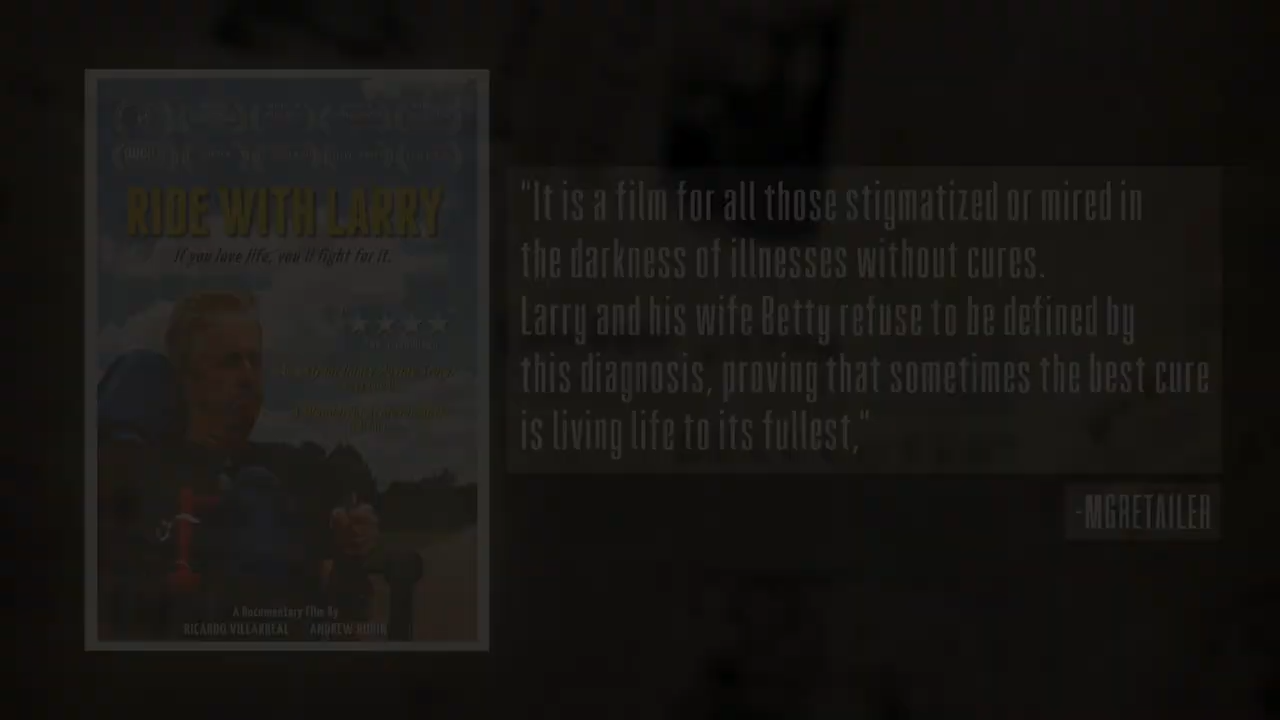 RIDE WITH LARRY
If you love life, you'll fight for it.
A Documentary Film By
RICARDO VILLARREAL ANDREW RUBIN
"It is a film for all those stigmatized or mired in
the darkness of illnesses without cures.
Larry and his wife Betty refuse to be defined by
this diagnosis, proving that sometimes the best cure
is living life to its fullest,"
-MGRETAILER